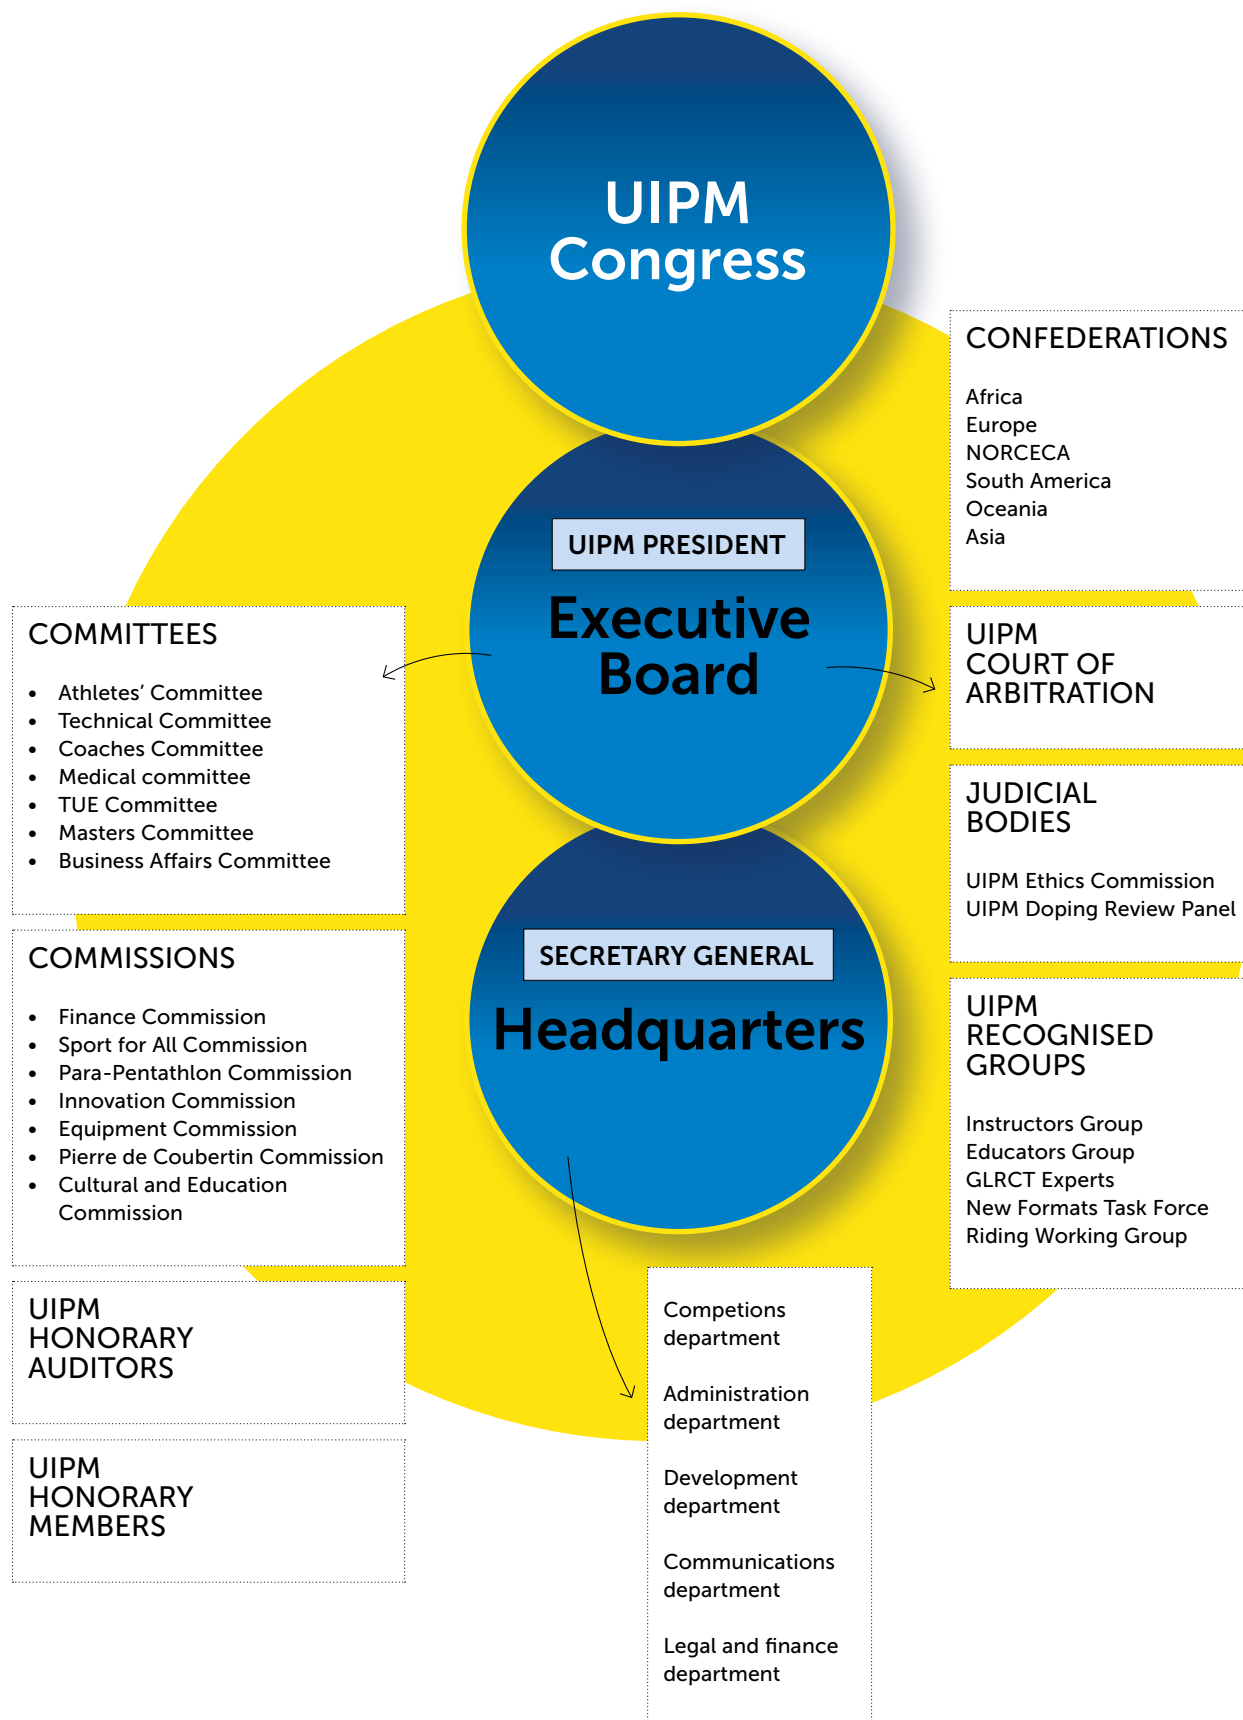 UIPM
Congress
UIPM PRESIDENT
Executive
Board
SECRETARY GENERAL
Headquarters
COMMITTEES
• Athletes’ Committee
• Technical Committee
• Coaches Committee
• Medical committee
• TUE Committee
• Masters Committee
• Business Affairs Committee
COMMISSIONS
• Finance Commission
• Sport for All Commission
• Para-Pentathlon Commission
• Innovation Commission
• Equipment Commission
• Pierre de Coubertin Commission
• Cultural and Education
Commission
UIPM
HONORARY
AUDITORS
UIPM
HONORARY
MEMBERS
CONFEDERATIONS
Africa
Europe
NORCECA
South America
Oceania
Asia
UIPM
COURT OF
ARBITRATION
JUDICIAL
BODIES
UIPM Ethics Commission
UIPM Doping Review Panel
UIPM
RECOGNISED
GROUPS
Instructors Group
Educators Group
GLRCT Experts
New Formats Task Force
Riding Working Group
Competions
department
Administration
department
Development
department
Communications
department
Legal and finance
department